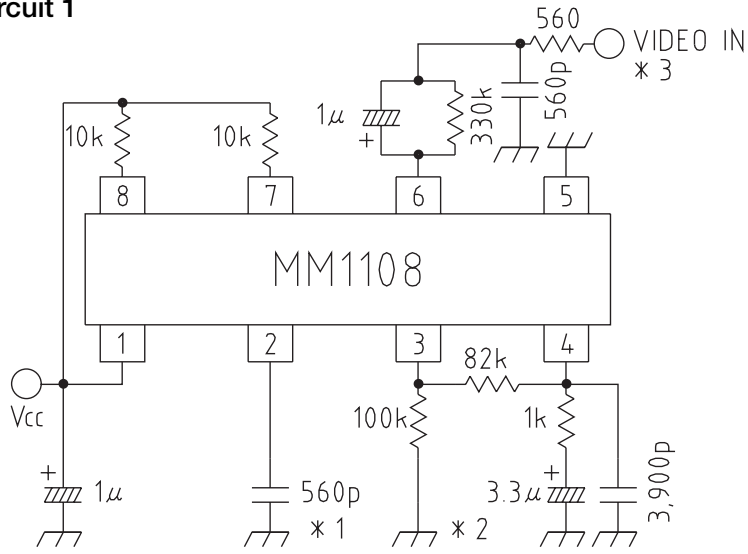 rcuit 1
560
VIDEO IN
* 3
560p
1μ
+
330k
10k
10k
8
7
6
5
MM1108
1
2
3
4
82k
Vcc
100k
1k
+
1μ
560p
* 1
* 2
+
3.3μ
3,900p